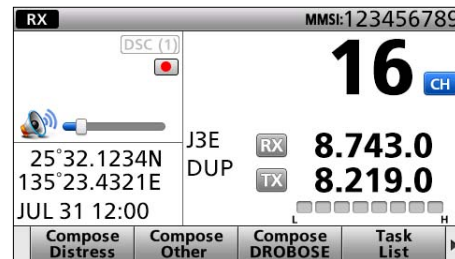 RX MMSI:123456789
DSC (1)
16 CH
25°32.1234N
135°23.4321E
JUL 31 12:00
J3E RX 8.743.0
DUP TX 8.219.0
L H
Compose Distress
Compose Other
Compose DROBOSE
Task List